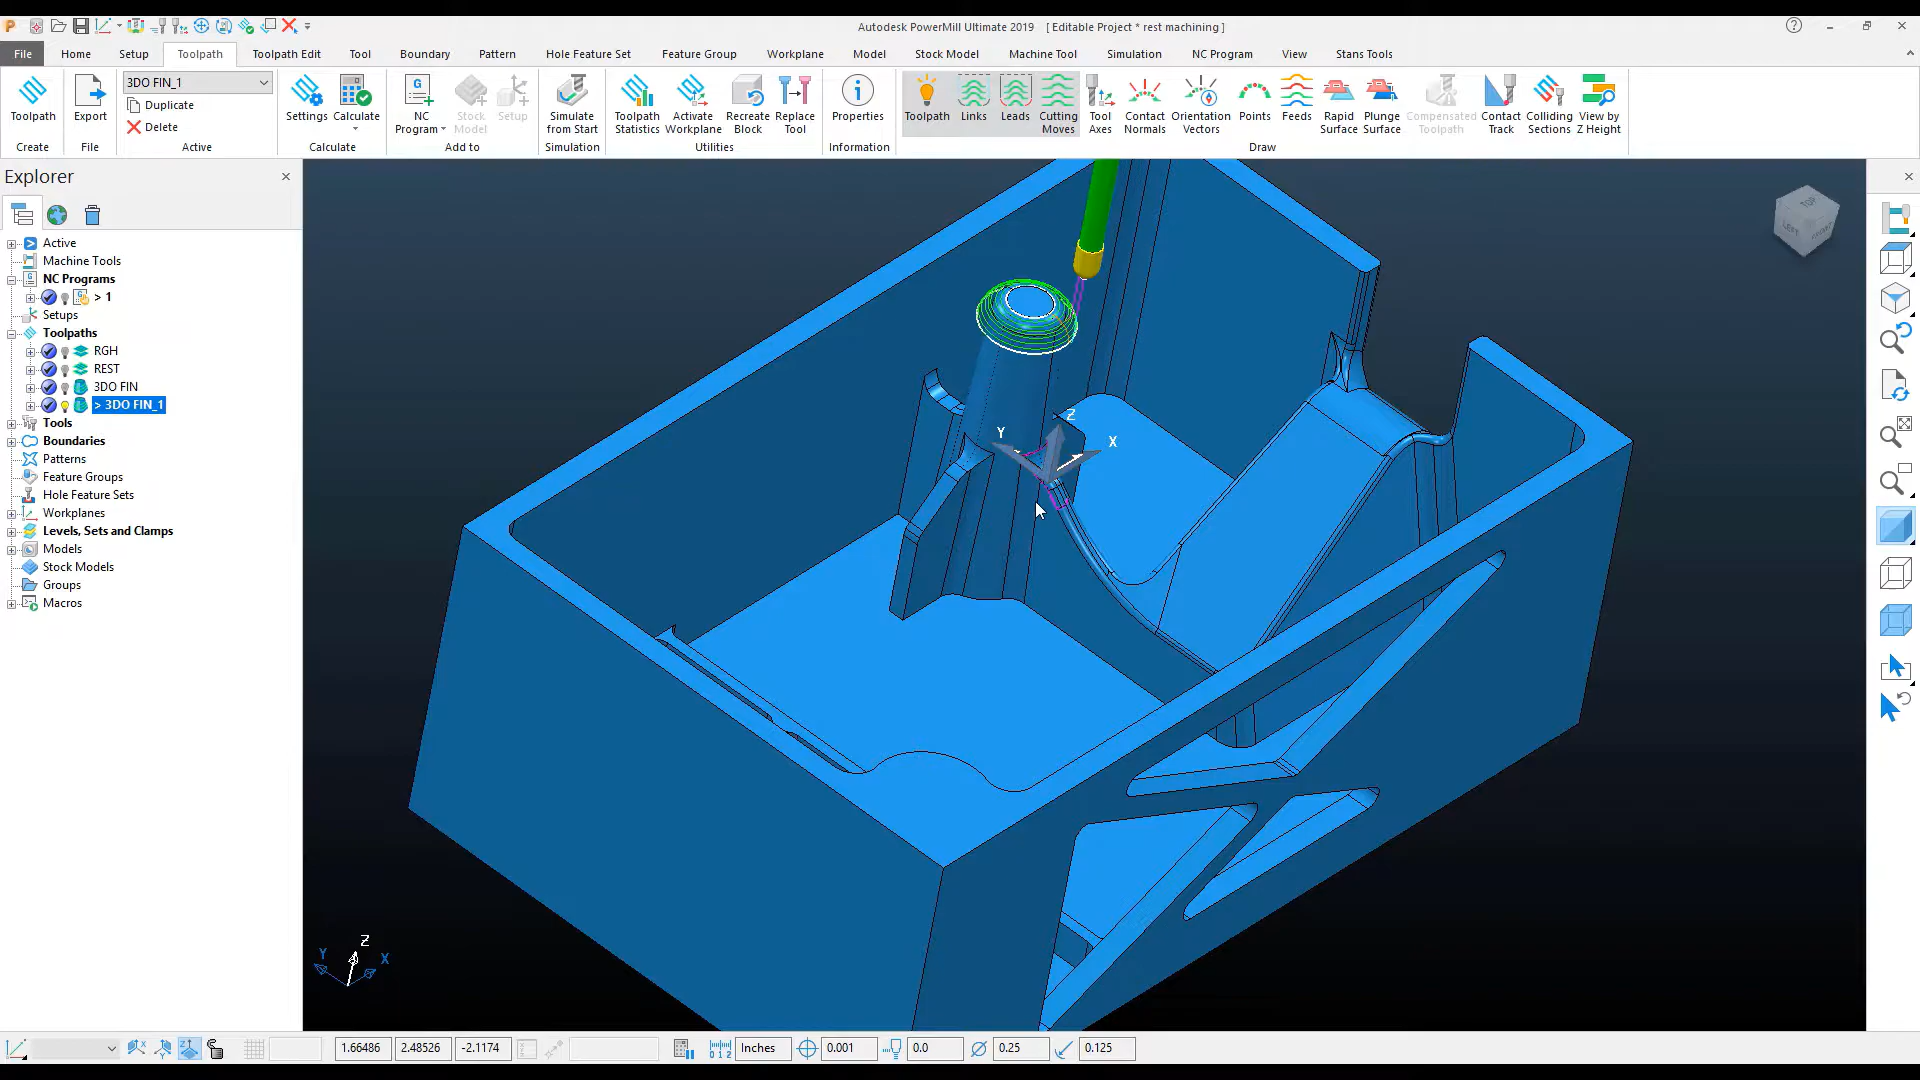 Autodesk PowerMill Ultimate 2019 [ Editable Project * rest machining ]
File Home Setup Toolpath Toolpath Edit Tool Boundary Pattern Hole Feature Set Feature Group Workplane Model Stock Model Machine Tool Simulation NC Program View Stans Tools
3DO FIN_1
Duplicate
Delete
Toolpath Export Settings Calculate NC Program Stock Model Setup Simulate from Start Toolpath Statistics Activate Workplane Recreate Block Replace Tool Properties Toolpath Links Leads Cutting Moves Tool Axes Contact Normals Orientation Vectors Points Feeds Rapid Surface Plunge Surface Compensated Toolpath Contact Track Colliding Sections View by Z Height
Create File Active Calculate Add to Simulation Utilities Information Draw
Explorer
Active
Machine Tools
NC Programs
> 1
Setups
Toolpaths
RGH
REST
3DO FIN
> 3DO FIN_1
Tools
Boundaries
Patterns
Feature Groups
Hole Feature Sets
Workplanes
Levels, Sets and Clamps
Models
Stock Models
Groups
Macros
TOP
LEFT
FRONT
Z
Y
X
Z
Y
X
1.66486 2.48526 -2.1174 Inches 0.001 0.0 0.25 0.125